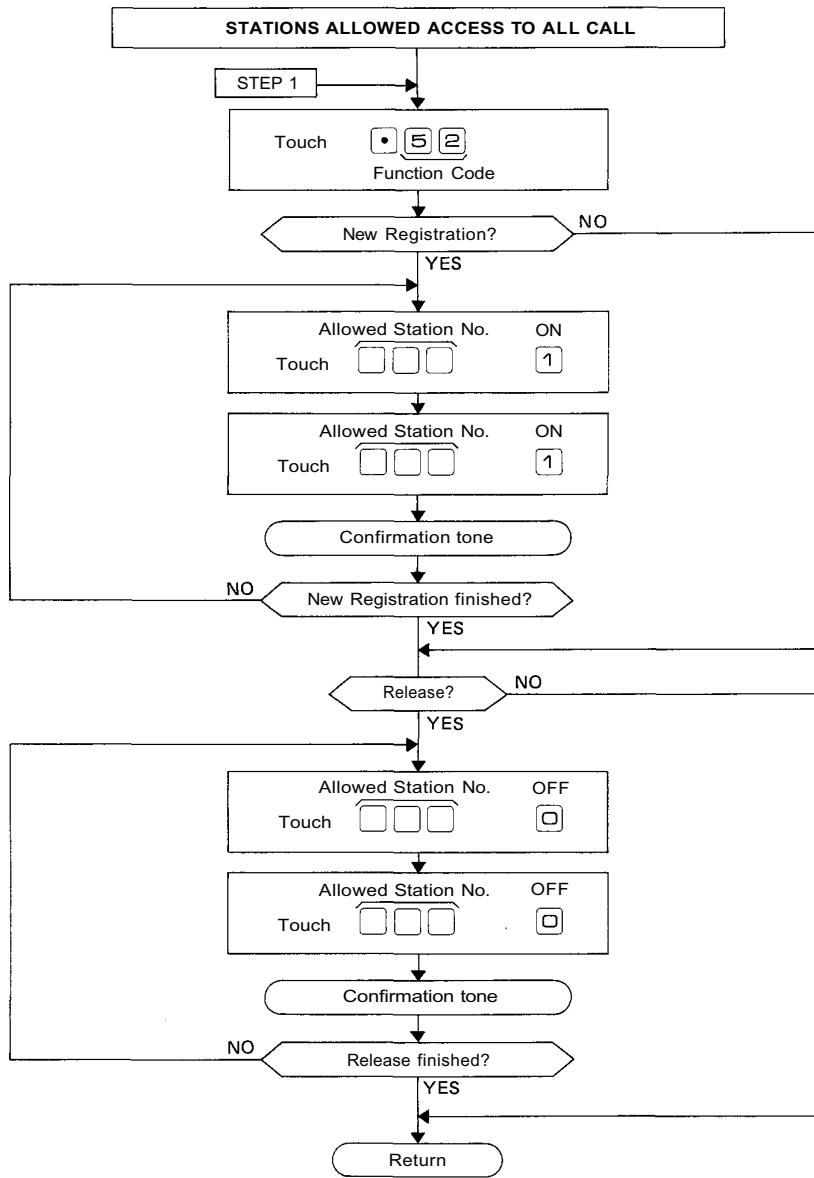 STATIONS ALLOWED ACCESS TO ALL CALL
STEP 1
Touch • 5 2
Function Code
New Registration? NO
YES
Allowed Station No. ON
Touch 1
Allowed Station No. ON
Touch 1
Confirmation tone
NO New Registration finished?
YES
Release? NO
YES
Allowed Station No. OFF
Touch 0
Allowed Station No. OFF
Touch 0
Confirmation tone
NO Release finished?
YES
Return